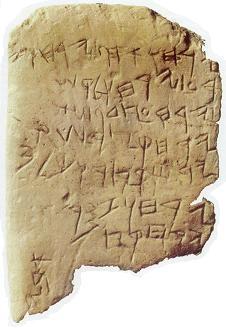 𐤉𐤓𐤇𐤅 𐤀𐤎𐤐 𐤉𐤓𐤇𐤅 𐤆
𐤓𐤏 𐤉𐤓𐤇𐤅 𐤋𐤒𐤔
𐤉𐤓𐤇 𐤏𐤑𐤃 𐤐𐤔𐤕
𐤉𐤓𐤇 𐤒𐤑𐤓 𐤔𐤏𐤓𐤌
𐤉𐤓𐤇 𐤒𐤑𐤓 𐤅𐤊𐤋
𐤉𐤓𐤇𐤅 𐤆𐤌𐤓
𐤉𐤓𐤇 𐤒𐤑
𐤀𐤁𐤉